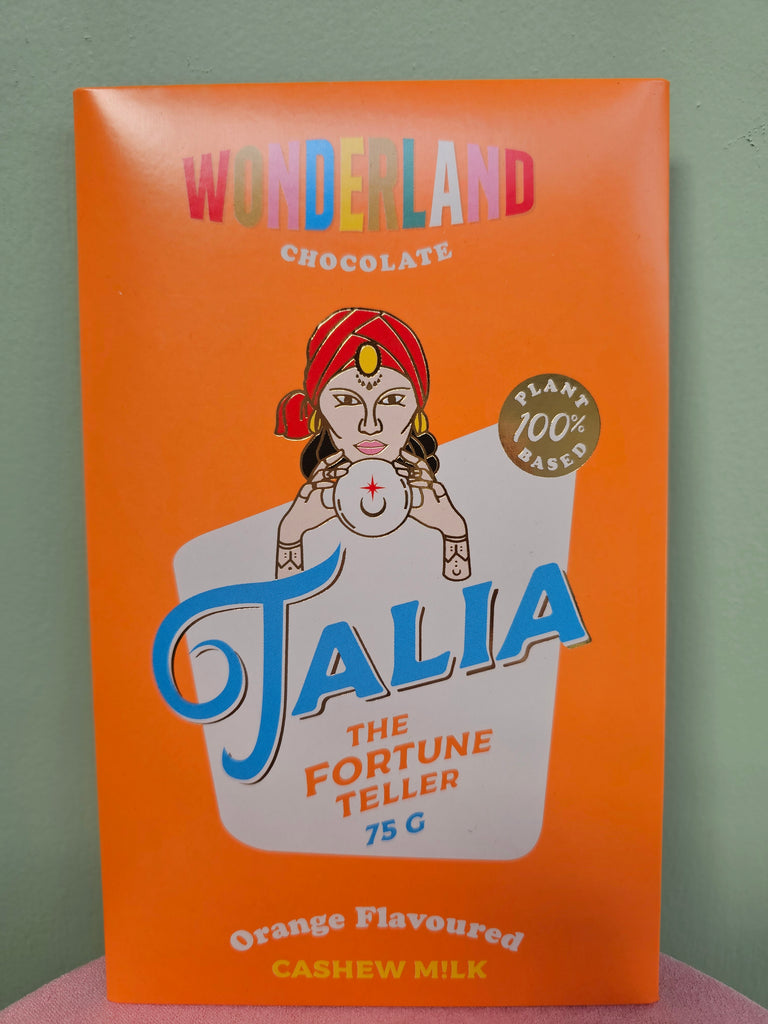 WONDERLAND
CHOCOLATE
PLANT
100%
BASED
TALIA
THE
FORTUNE
TELLER
75 G
Orange Flavoured
CASHEW M!LK